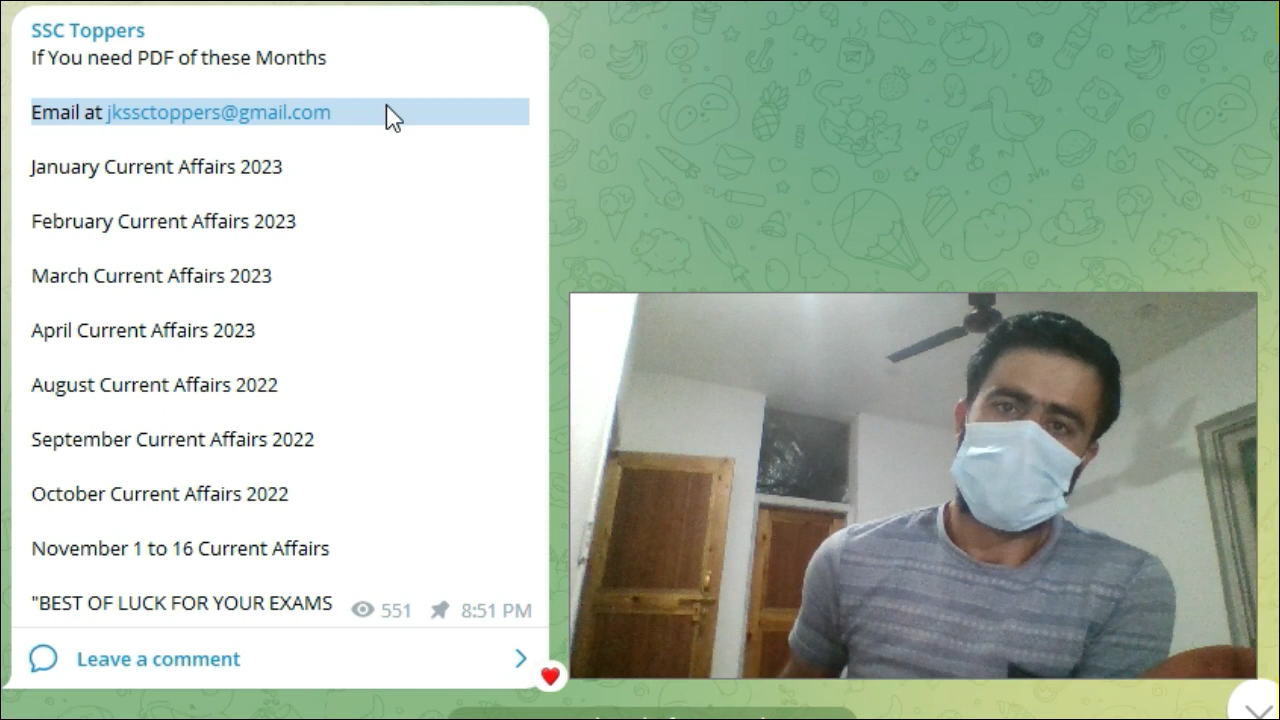 SSC Toppers
If You need PDF of these Months
Email at jkssctoppers@gmail.com
January Current Affairs 2023
February Current Affairs 2023
March Current Affairs 2023
April Current Affairs 2023
August Current Affairs 2022
September Current Affairs 2022
October Current Affairs 2022
November 1 to 16 Current Affairs
"BEST OF LUCK FOR YOUR EXAMS
551 8:51 PM
Leave a comment